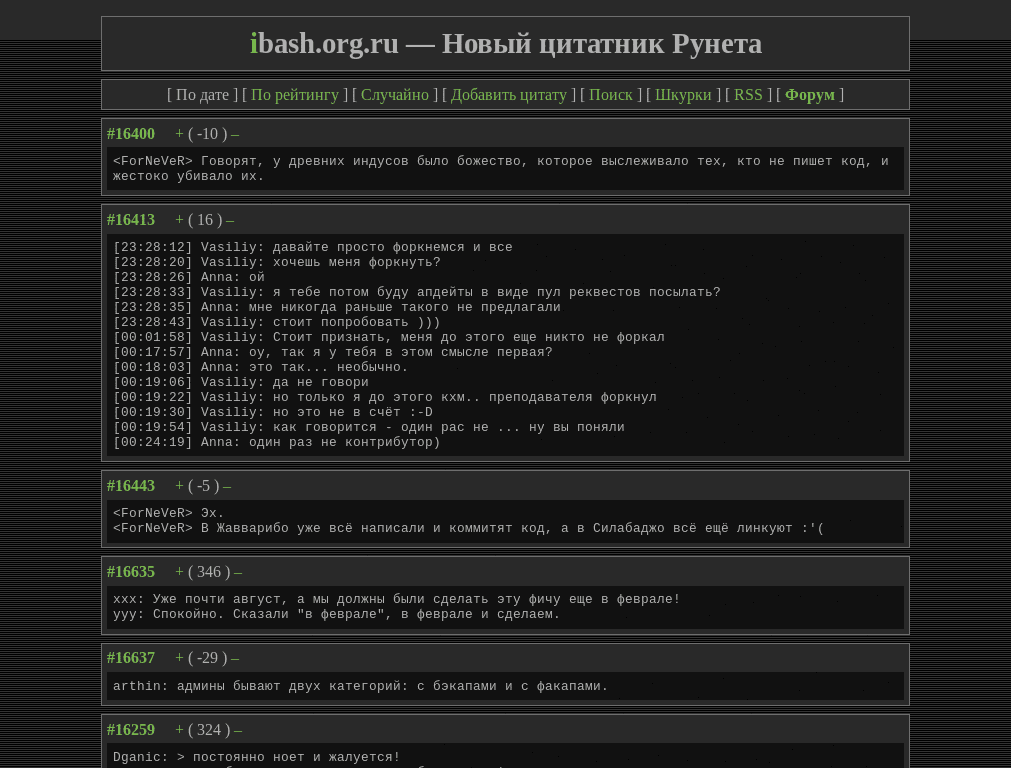 ibash.org.ru — Новый цитатник Рунета
[ По дате ] [ По рейтингу ] [ Случайно ] [ Добавить цитату ] [ Поиск ] [ Шкурки ] [ RSS ] [ Форум ]
#16400 + ( -10 ) –
<ForNeVeR> Говорят, у древних индусов было божество, которое выслеживало тех, кто не пишет код, и
жестоко убивало их.
#16413 + ( 16 ) –
[23:28:12] Vasiliy: давайте просто форкнемся и все
[23:28:20] Vasiliy: хочешь меня форкнуть?
[23:28:26] Anna: ой
[23:28:33] Vasiliy: я тебе потом буду апдейты в виде пул реквестов посылать?
[23:28:35] Anna: мне никогда раньше такого не предлагали
[23:28:43] Vasiliy: стоит попробовать )))
[00:01:58] Vasiliy: Стоит признать, меня до этого еще никто не форкал
[00:17:57] Anna: оу, так я у тебя в этом смысле первая?
[00:18:03] Anna: это так... необычно.
[00:19:06] Vasiliy: да не говори
[00:19:22] Vasiliy: но только я до этого кхм.. преподавателя форкнул
[00:19:30] Vasiliy: но это не в счёт :-D
[00:19:54] Vasiliy: как говорится - один рас не ... ну вы поняли
[00:24:19] Anna: один раз не контрибутор)
#16443 + ( -5 ) –
<ForNeVeR> Эх.
<ForNeVeR> В Жавварибо уже всё написали и коммитят код, а в Силабаджо всё ещё линкуют :'(
#16635 + ( 346 ) –
xxx: Уже почти август, а мы должны были сделать эту фичу еще в феврале!
yyy: Спокойно. Сказали "в феврале", в феврале и сделаем.
#16637 + ( -29 ) –
arthin: админы бывают двух категорий: с бэкапами и с факапами.
#16259 + ( 324 ) –
Dganic: > постоянно ноет и жалуется!